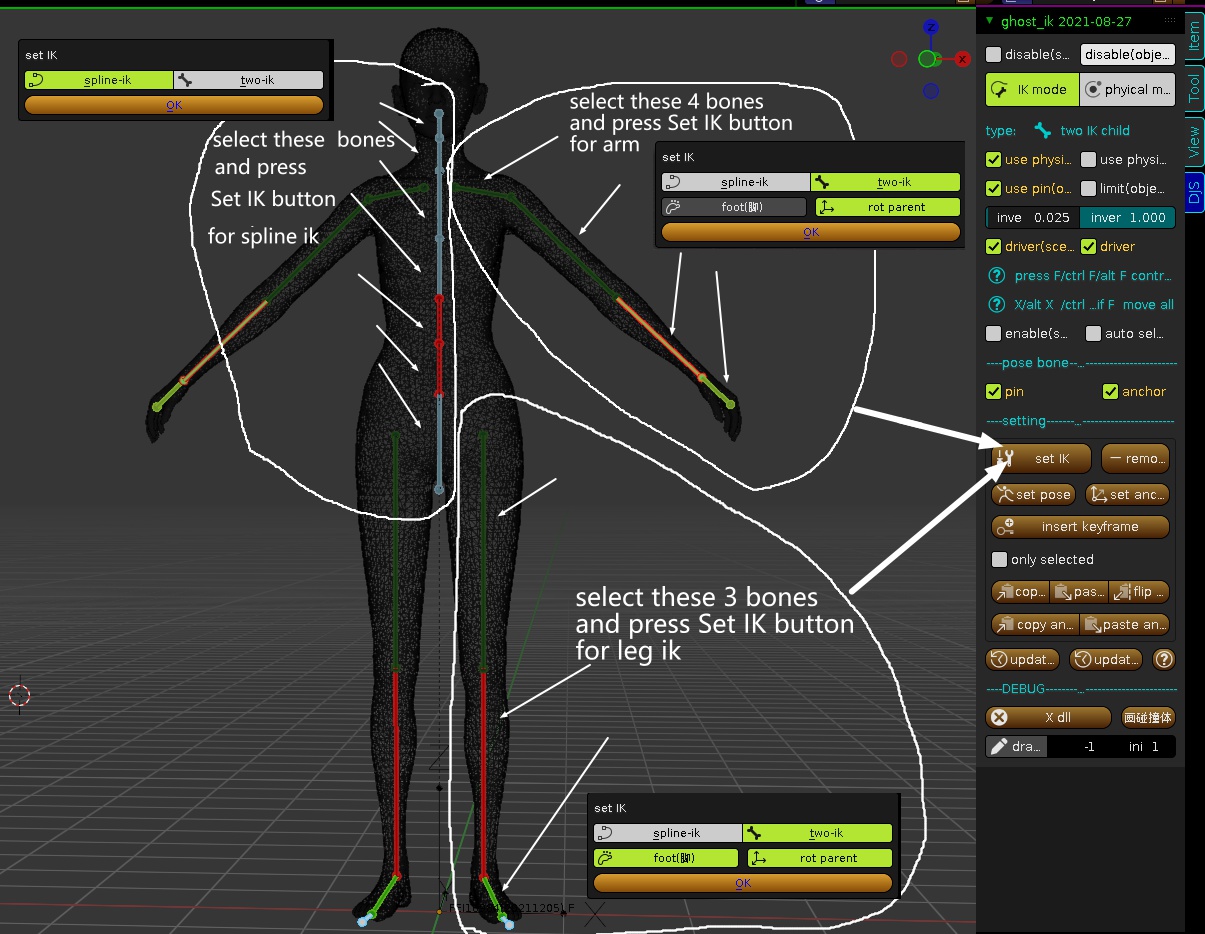 set IK
spline-ik
two-ik
OK
select these bones
and press
Set IK button
for spline ik
select these 4 bones
and press Set IK button
for arm
set IK
spline-ik
two-ik
foot(脚)
rot parent
OK
select these 3 bones
and press Set IK button
for leg ik
set IK
spline-ik
two-ik
foot(脚)
rot parent
OK
Z
X
ghost_ik 2021-08-27
disable(s...
disable(obje...
IK mode
phyical m...
type:
two IK child
use physi...
use physi...
use pin(o...
limit(obje...
inve 0.025
inver 1.000
driver(sce...
driver
press F/ctrl F/alt F contr...
X/alt X /ctrl ...if F move all
enable(s...
auto sel...
----pose bone--...-----------------------
pin
anchor
----setting-------...-----------------------
set IK
remo...
set pose
set anc...
insert keyframe
only selected
cop...
pas...
flip ...
copy an...
paste an...
updat...
updat...
----DEBUG--------...-----------------------
X dll
画碰撞体
dra...
-1
ini 1
Item
Tool
View
DJS